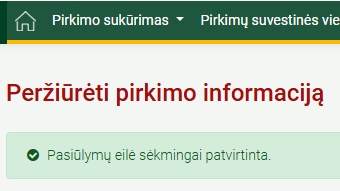 Pirkimo sukūrimas Pirkimų suvestinės vie
Peržiūrėti pirkimo informaciją
Pasiūlymų eilė sėkmingai patvirtinta.